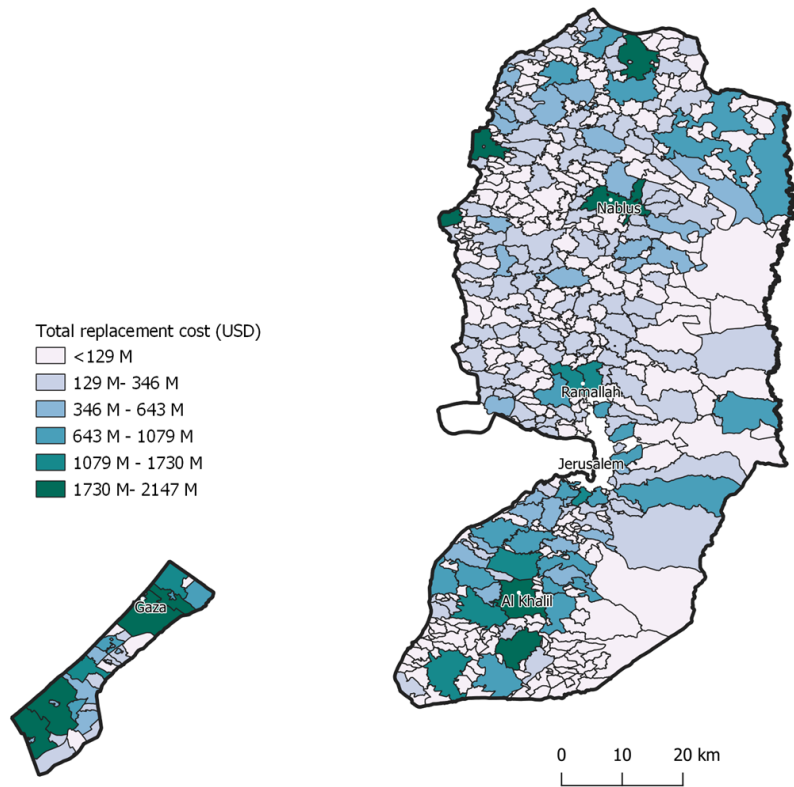 Nablus
Ramallah
Jerusalem
Total replacement cost (USD)
<129 M
129 M- 346 M
346 M - 643 M
643 M - 1079 M
1079 M - 1730 M
1730 M- 2147 M
Gaza
Al Khalil
0 10 20 km